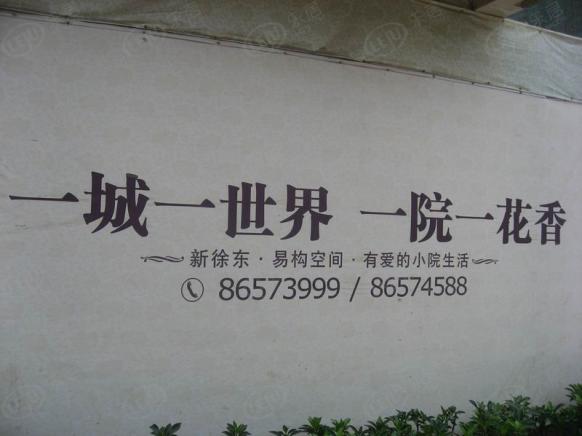 一城一世界 一院一花香
新徐东·易构空间·有爱的小院生活
86573999 / 86574588